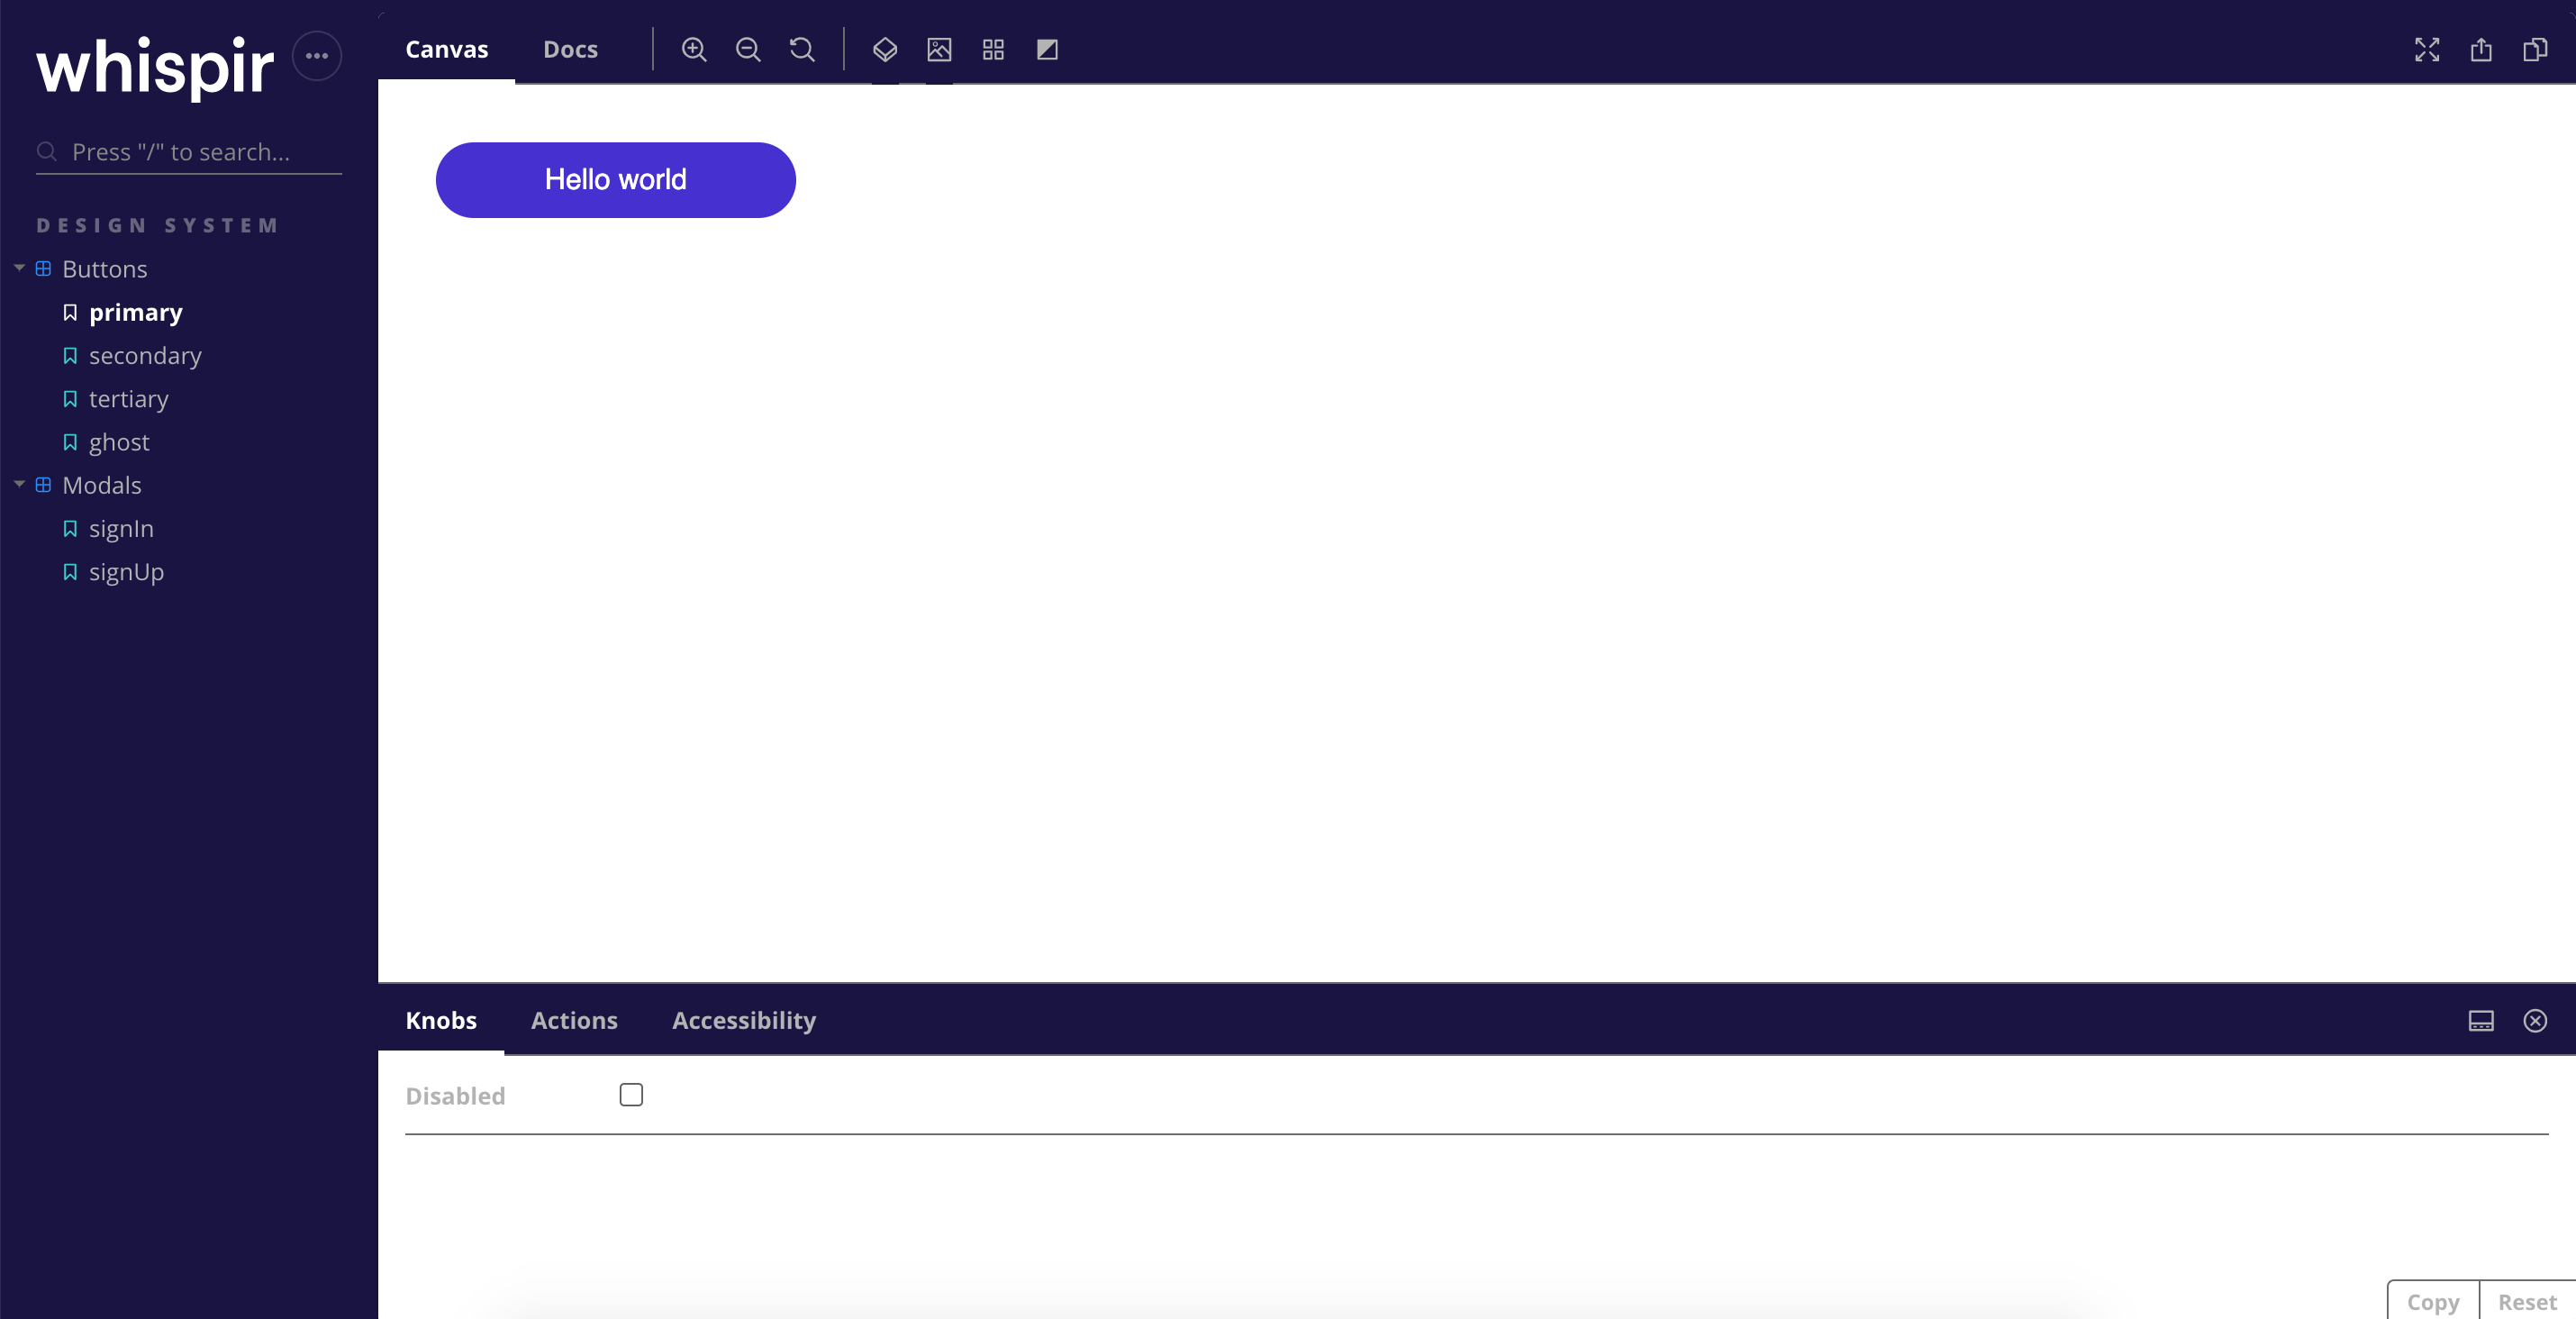 whispir
Press "/" to search...
DESIGN SYSTEM
Buttons
primary
secondary
tertiary
ghost
Modals
signIn
signUp
Canvas Docs
Hello world
Knobs Actions Accessibility
Disabled
Copy Reset